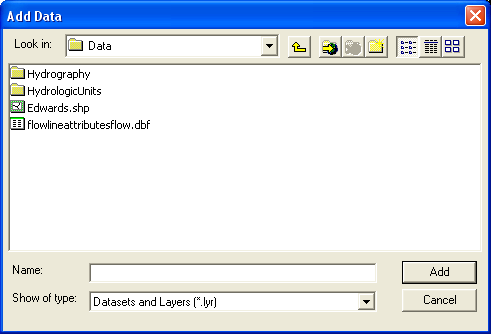 Add Data
Look in: Data
Hydrography
HydrologicUnits
Edwards.shp
flowlineattributesflow.dbf
Name: Add
Show of type: Datasets and Layers (*.lyr) Cancel